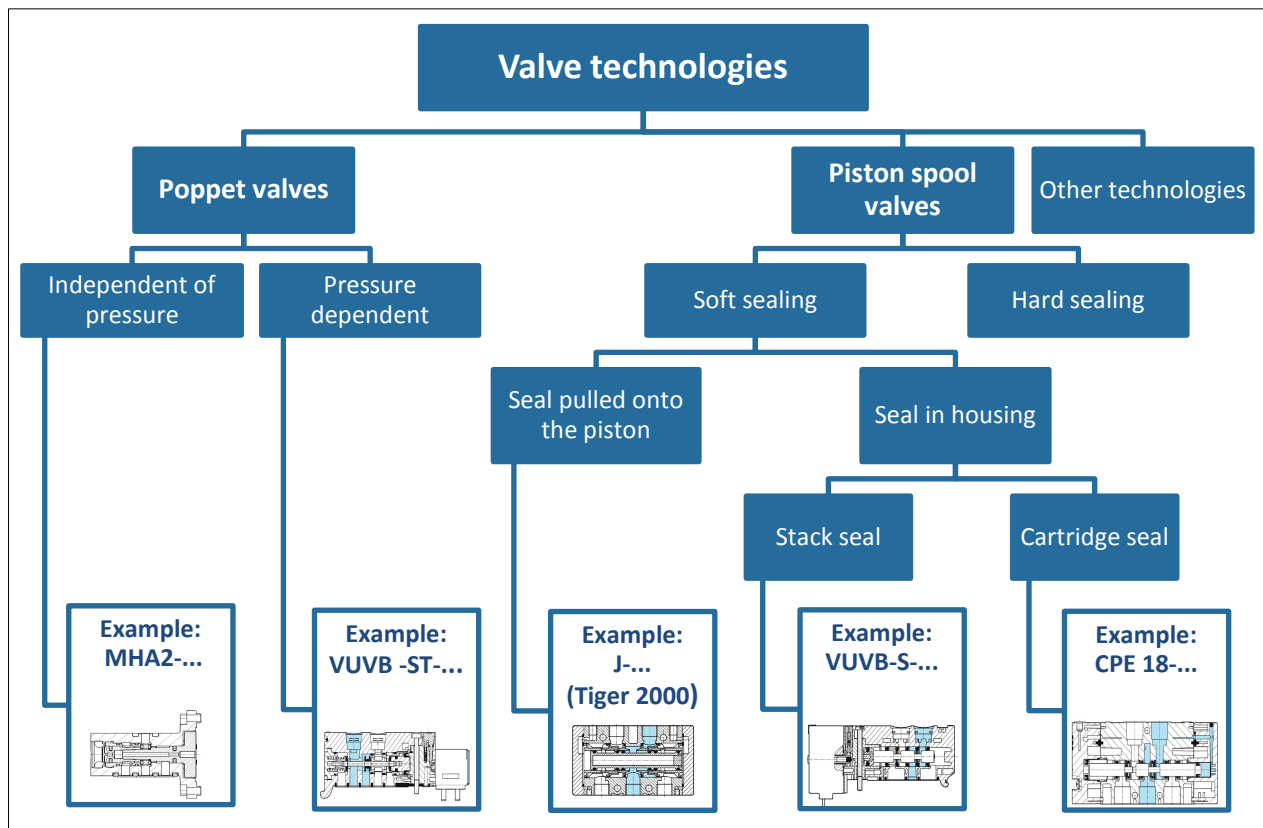 Valve technologies
Poppet valves
Piston spool
valves
Other technologies
Independent of
pressure
Pressure
dependent
Soft sealing
Hard sealing
Seal pulled onto
the piston
Seal in housing
Stack seal
Cartridge seal
Example:
MHA2-...
Example:
VUVB -ST-...
Example:
J-...
(Tiger 2000)
Example:
VUVB-S-...
Example:
CPE 18-...